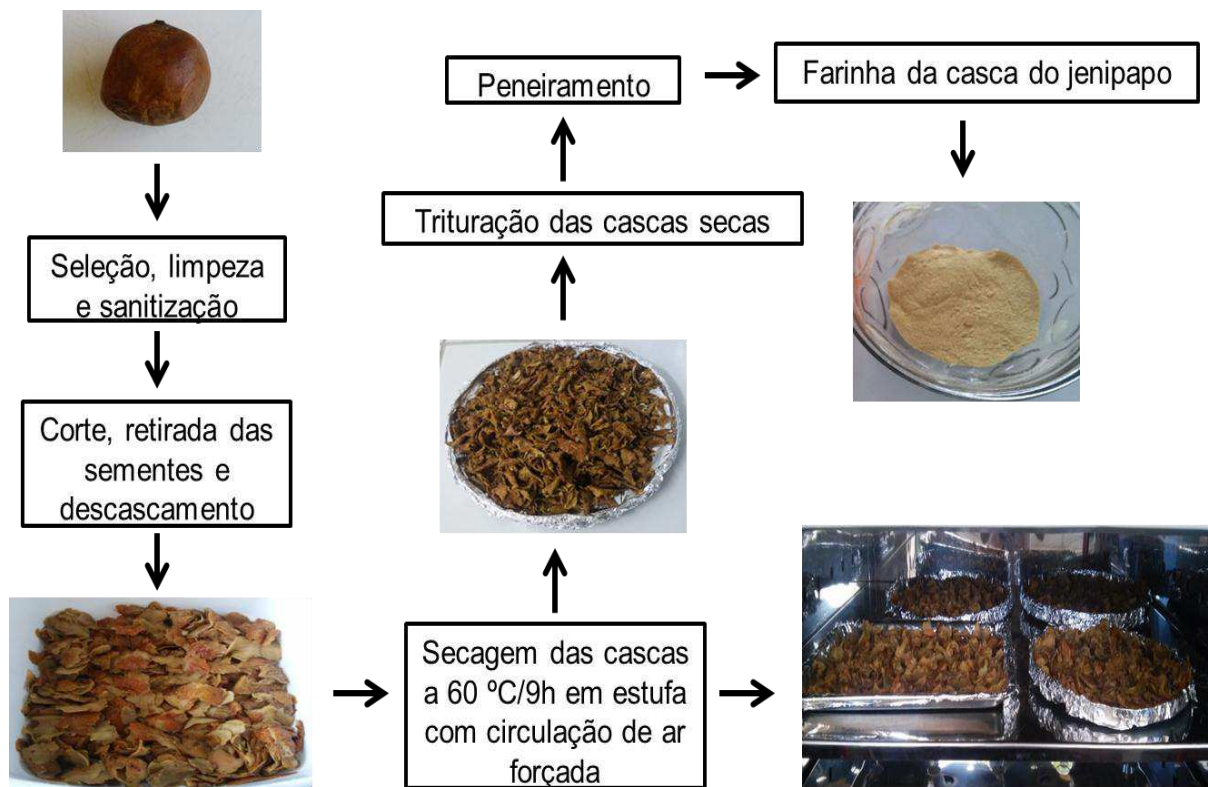 Seleção, limpeza
e sanitização
Corte, retirada das
sementes e
descascamento
Secagem das cascas
a 60 ºC/9h em estufa
com circulação de ar
forçada
Trituração das cascas secas
Peneiramento
Farinha da casca do jenipapo